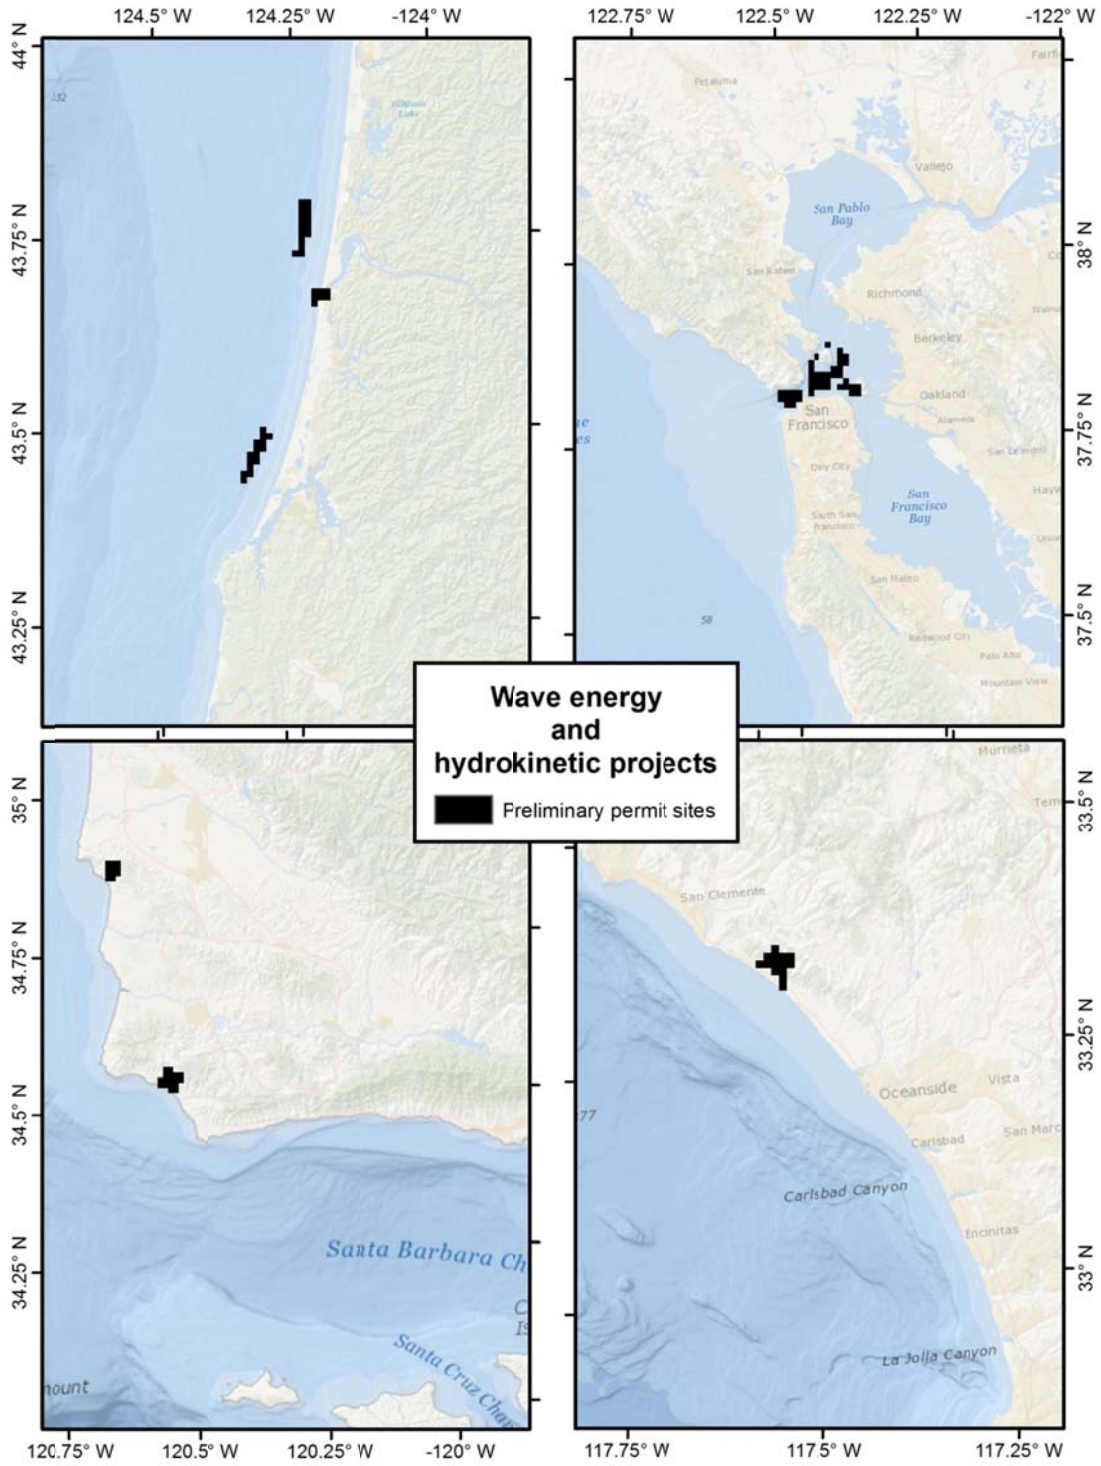 124.5° W 124.25° W -124° W
122.75° W 122.5° W 122.25° W -122° W
44° N
43.75° N
43.5° N
43.25° N
Petaluma
Vallejo
San Pablo
Bay
San Rafael
Richmond
Berkeley
Oakland
Alameda
San
Francisco
Daly City
South San
Francisco
San
Francisco
Bay
San Leandro
Hayw
Union
San Mateo
Redwood City
Palo Alto
Mountain View
58
38° N
37.75° N
37.5° N
Wave energy
and
hydrokinetic projects
Preliminary permit sites
35° N
34.75° N
34.5° N
34.25° N
Santa Barbara Ch
Santa Cruz Chan
mount
Murrieta
Tem
San Clemente
Oceanside
Vista
Carlsbad
San Marc
Carlsbad Canyon
Encinitas
La Jolla Canyon
33.5° N
33.25° N
33° N
120.75° W 120.5° W 120.25° W -120° W
117.75° W 117.5° W 117.25° W